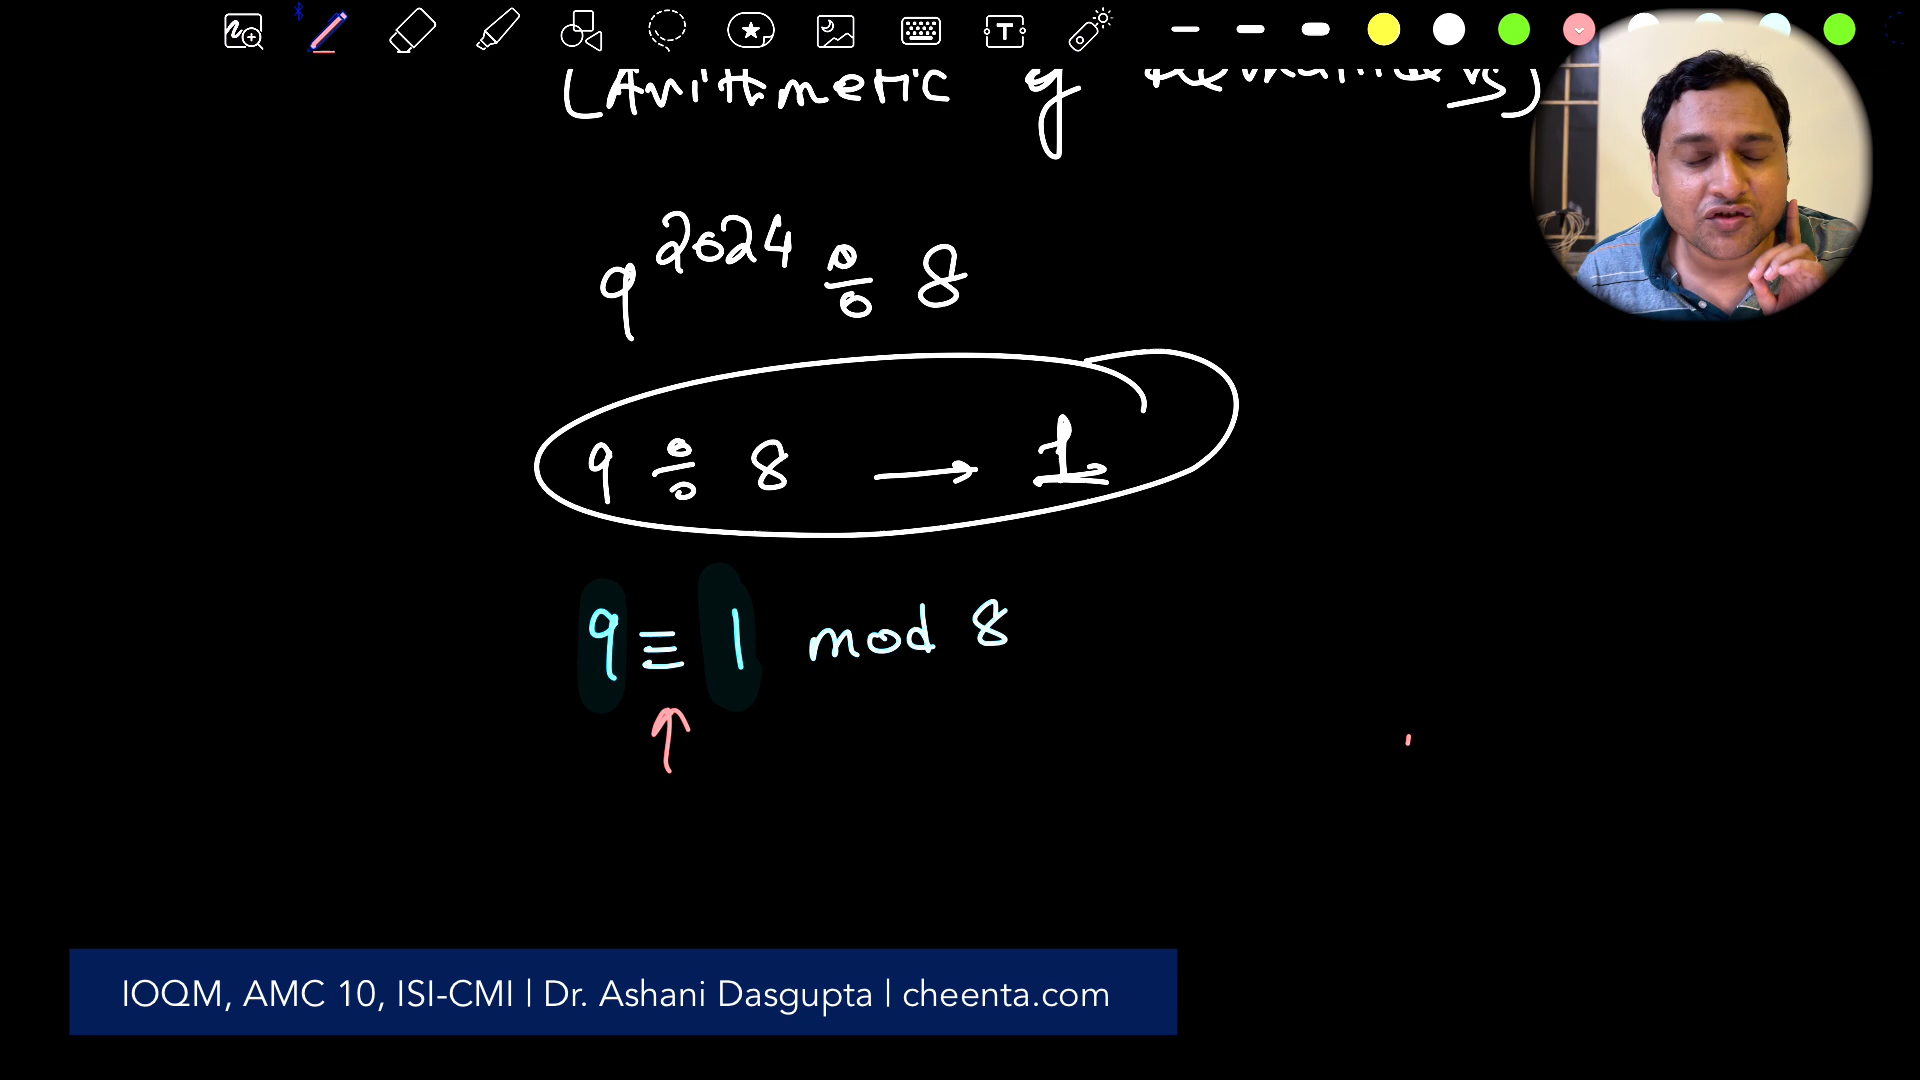 (Arithmetic of Remainders)
9^2024 ÷ 8
9 ÷ 8 → 1
9 ≡ 1 mod 8
IOQM, AMC 10, ISI-CMI | Dr. Ashani Dasgupta | cheenta.com